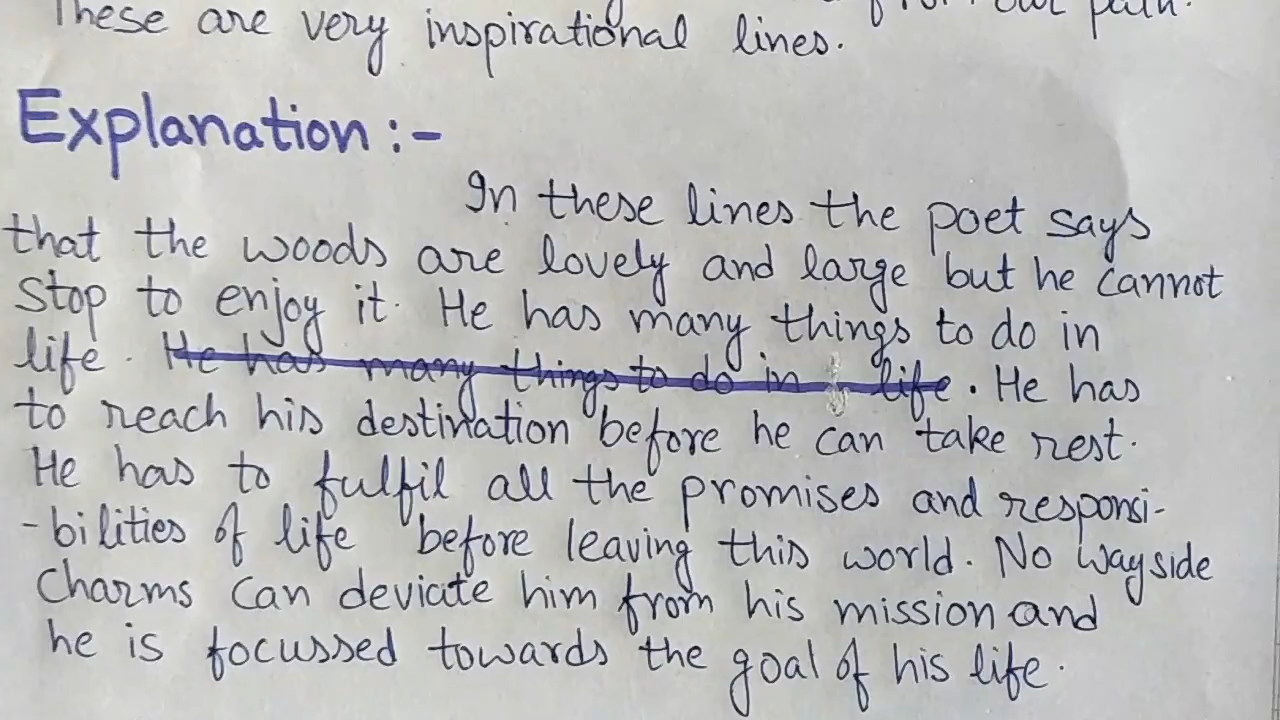 These are very inspirational lines.
Explanation :-
In these lines the poet says
that the woods are lovely and large but he cannot
stop to enjoy it. He has many things to do in
life. He has many things to do in life. He has
to reach his destination before he can take rest.
He has to fulfil all the promises and responsi-
-bilities of life before leaving this world. No wayside
charms can deviate him from his mission and
he is focussed towards the goal of his life.